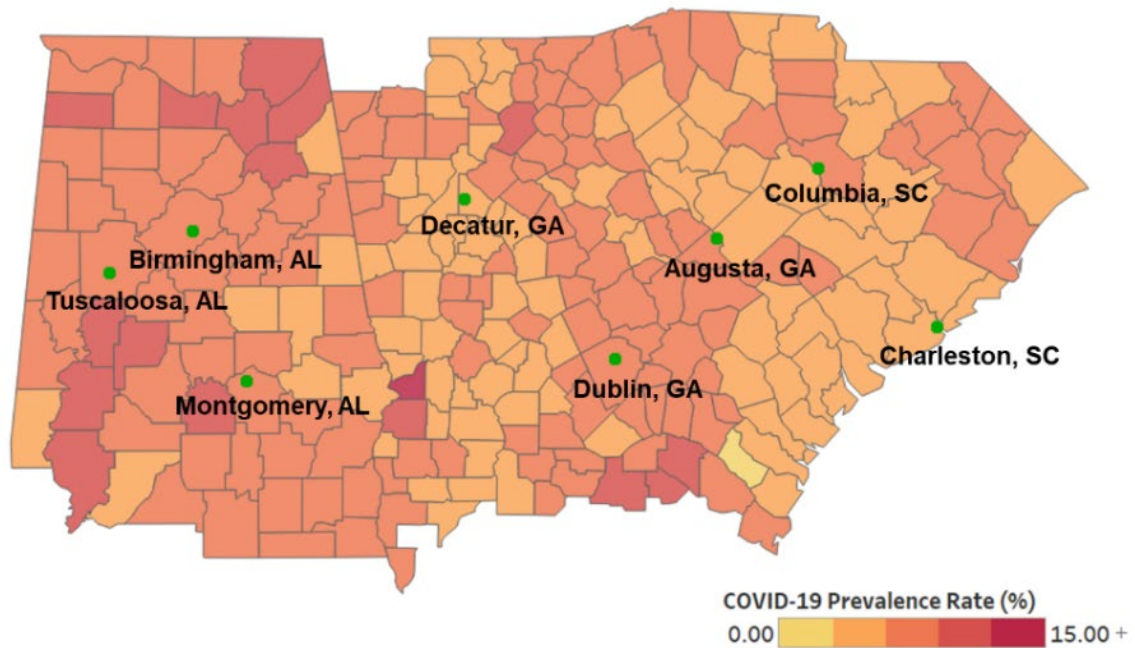 Columbia, SC
Decatur, GA
Birmingham, AL
Augusta, GA
Tuscaloosa, AL
Charleston, SC
Dublin, GA
Montgomery, AL
COVID-19 Prevalence Rate (%)
0.00 15.00 +